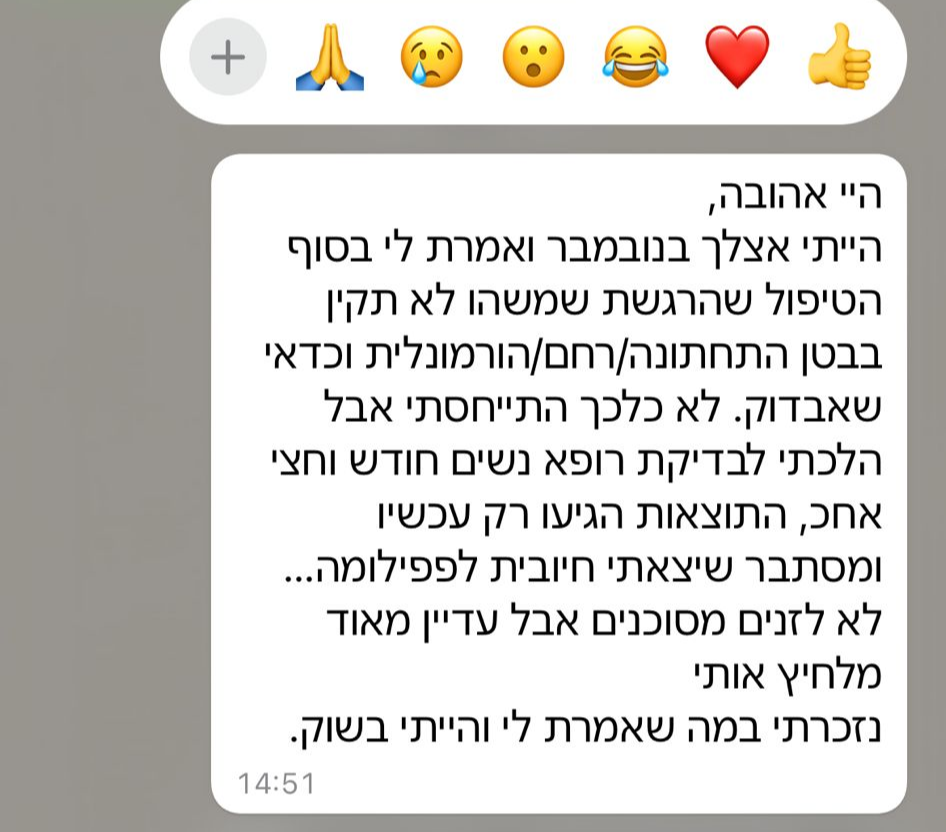 היי אהובה,
הייתי אצלך בנובמבר ואמרת לי בסוף
הטיפול שהרגשת שמשהו לא תקין
בבטן התחתונה/רחם/הורמונלית וכדאי
שאבדוק. לא כלכך התייחסתי אבל
הלכתי לבדיקת רופא נשים חודש וחצי
אחכ, התוצאות הגיעו רק עכשיו
ומסתבר שיצאתי חיובית לפפילומה...
לא לזנים מסוכנים אבל עדיין מאוד
מלחיץ אותי
נזכרתי במה שאמרת לי והייתי בשוק.
14:51